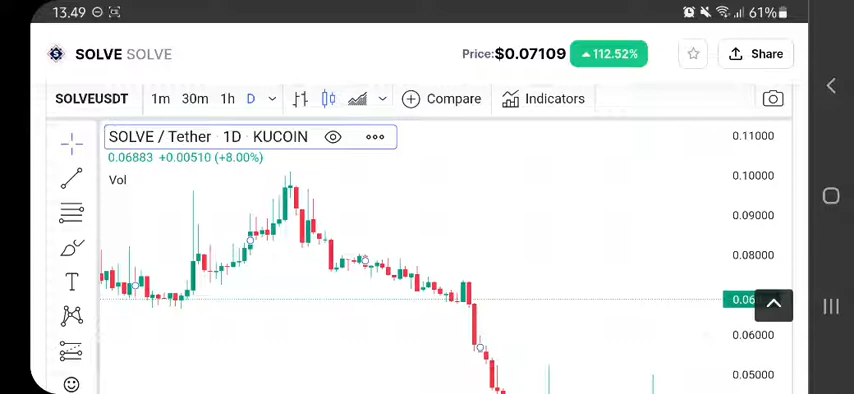 13.49 61%
SOLVE SOLVE Price:$0.07109 112.52% Share
SOLVEUSDT 1m 30m 1h D Compare Indicators
SOLVE / Tether · 1D · KUCOIN
0.06883 +0.00510 (+8.00%)
Vol
0.11000
0.10000
0.09000
0.08000
0.06
0.06000
0.05000
T